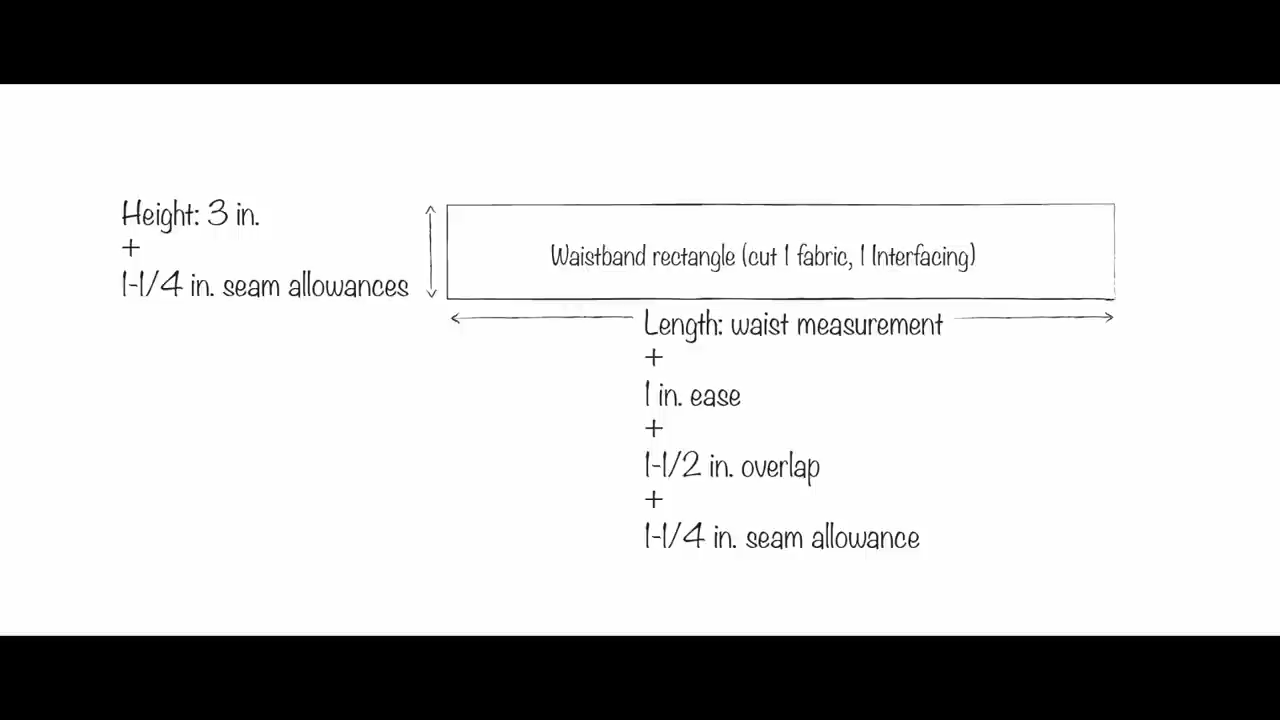 Height: 3 in.
+
1-1/4 in. seam allowances
Waistband rectangle (cut 1 fabric, 1 Interfacing)
Length: waist measurement
+
1 in. ease
+
1-1/2 in. overlap
+
1-1/4 in. seam allowance